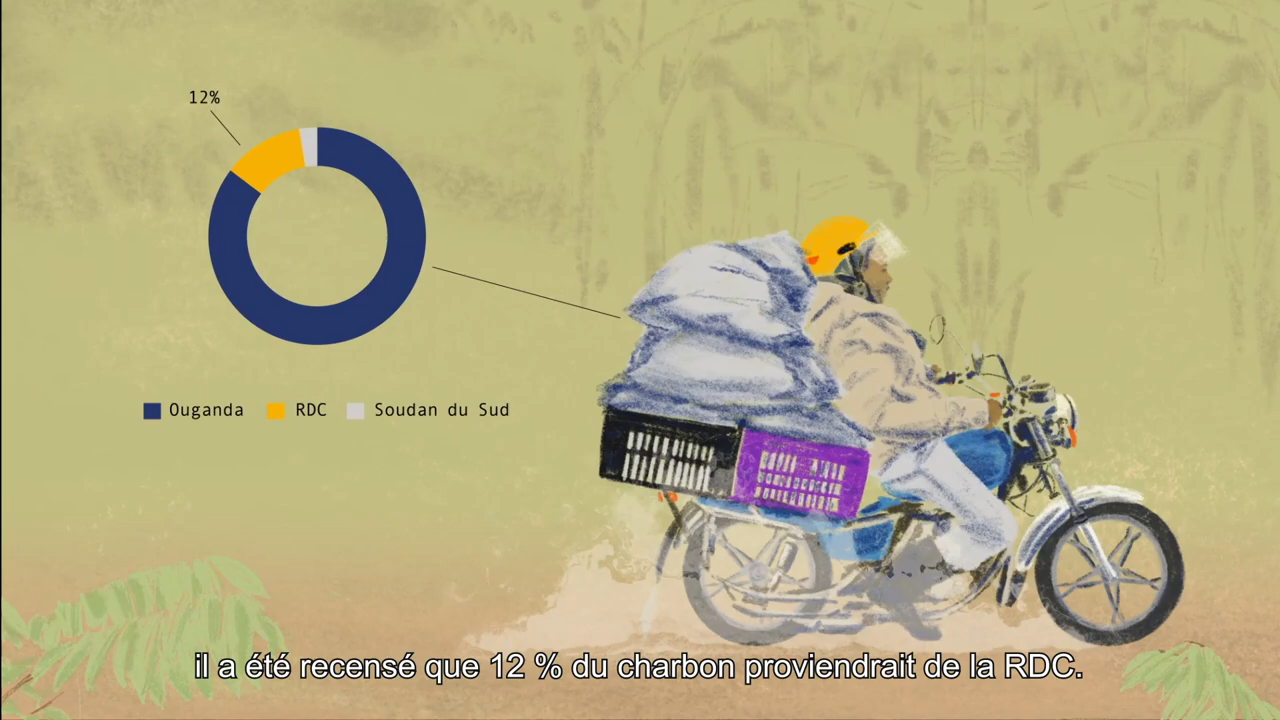 12%
Ouganda RDC Soudan du Sud
il a été recensé que 12 % du charbon proviendrait de la RDC.